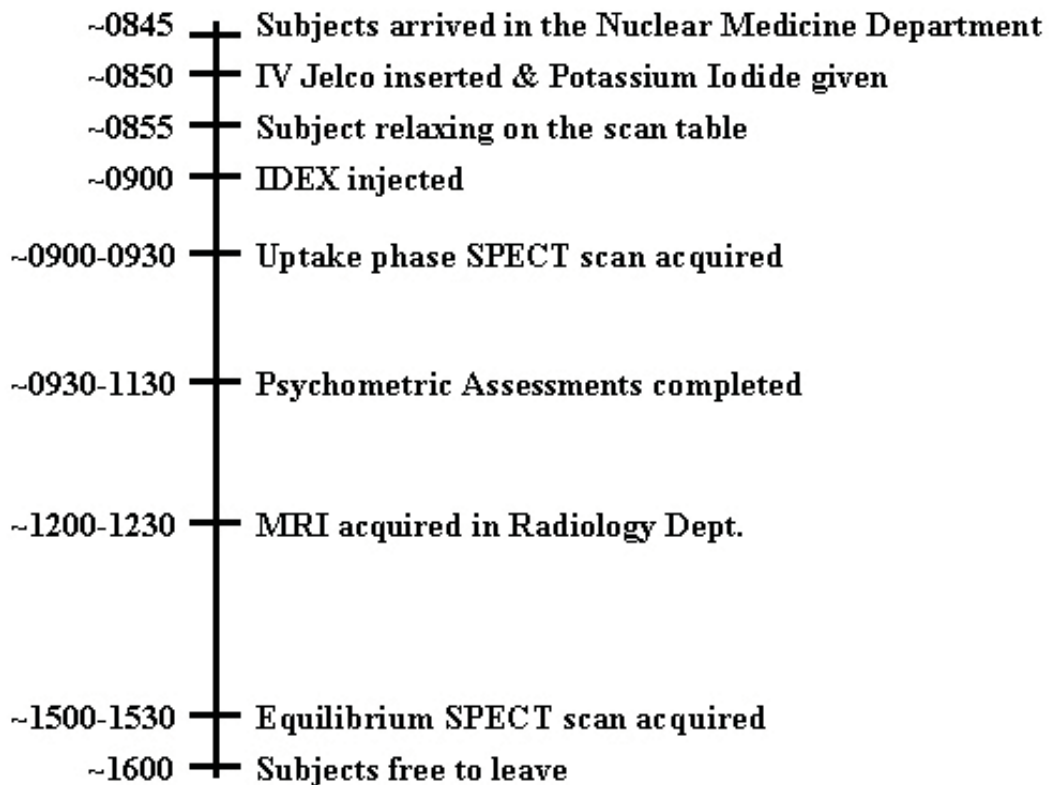 ~0845 Subjects arrived in the Nuclear Medicine Department
~0850 IV Jelco inserted & Potassium Iodide given
~0855 Subject relaxing on the scan table
~0900 IDEX injected
~0900-0930 Uptake phase SPECT scan acquired
~0930-1130 Psychometric Assessments completed
~1200-1230 MRI acquired in Radiology Dept.
~1500-1530 Equilibrium SPECT scan acquired
~1600 Subjects free to leave